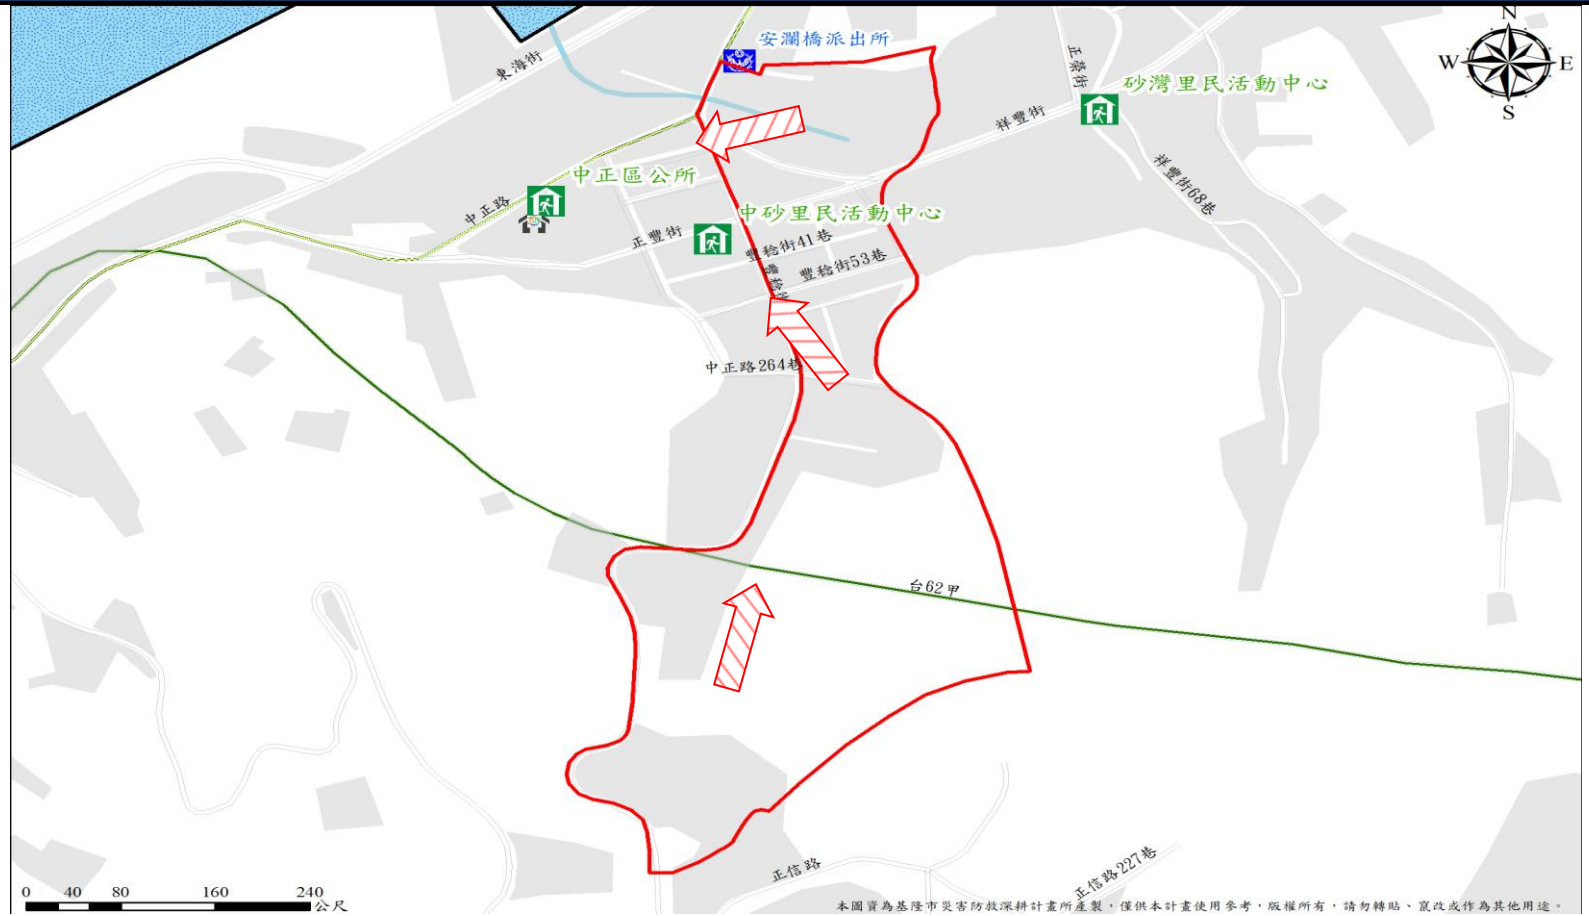 N
W
E
S
東海街
安瀾橋派出所
正榮街
砂灣里民活動中心
祥豐街
祥豐街68巷
中正區公所
中正路
中砂里民活動中心
正豐街
豐稔街41巷
豐稔街53巷
豐稔街
中正路264巷
台62甲
正信路
正信路227巷
0 40 80 160 240
公尺
本圖資為基隆市災害防救深耕計畫所產製，僅供本計畫使用參考，版權所有，請勿轉貼、竄改或作為其他用途。